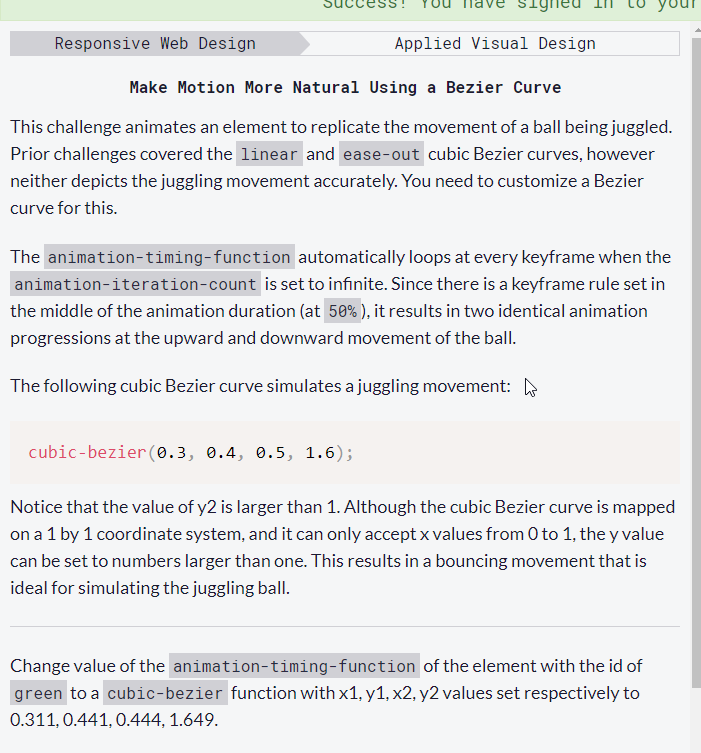 Success! You have signed in to your
Responsive Web Design Applied Visual Design
Make Motion More Natural Using a Bezier Curve
This challenge animates an element to replicate the movement of a ball being juggled.
Prior challenges covered the linear and ease-out cubic Bezier curves, however
neither depicts the juggling movement accurately. You need to customize a Bezier
curve for this.
The animation-timing-function automatically loops at every keyframe when the
animation-iteration-count is set to infinite. Since there is a keyframe rule set in
the middle of the animation duration (at 50%), it results in two identical animation
progressions at the upward and downward movement of the ball.
The following cubic Bezier curve simulates a juggling movement:
cubic-bezier(0.3, 0.4, 0.5, 1.6);
Notice that the value of y2 is larger than 1. Although the cubic Bezier curve is mapped
on a 1 by 1 coordinate system, and it can only accept x values from 0 to 1, the y value
can be set to numbers larger than one. This results in a bouncing movement that is
ideal for simulating the juggling ball.
Change value of the animation-timing-function of the element with the id of
green to a cubic-bezier function with x1, y1, x2, y2 values set respectively to
0.311, 0.441, 0.444, 1.649.